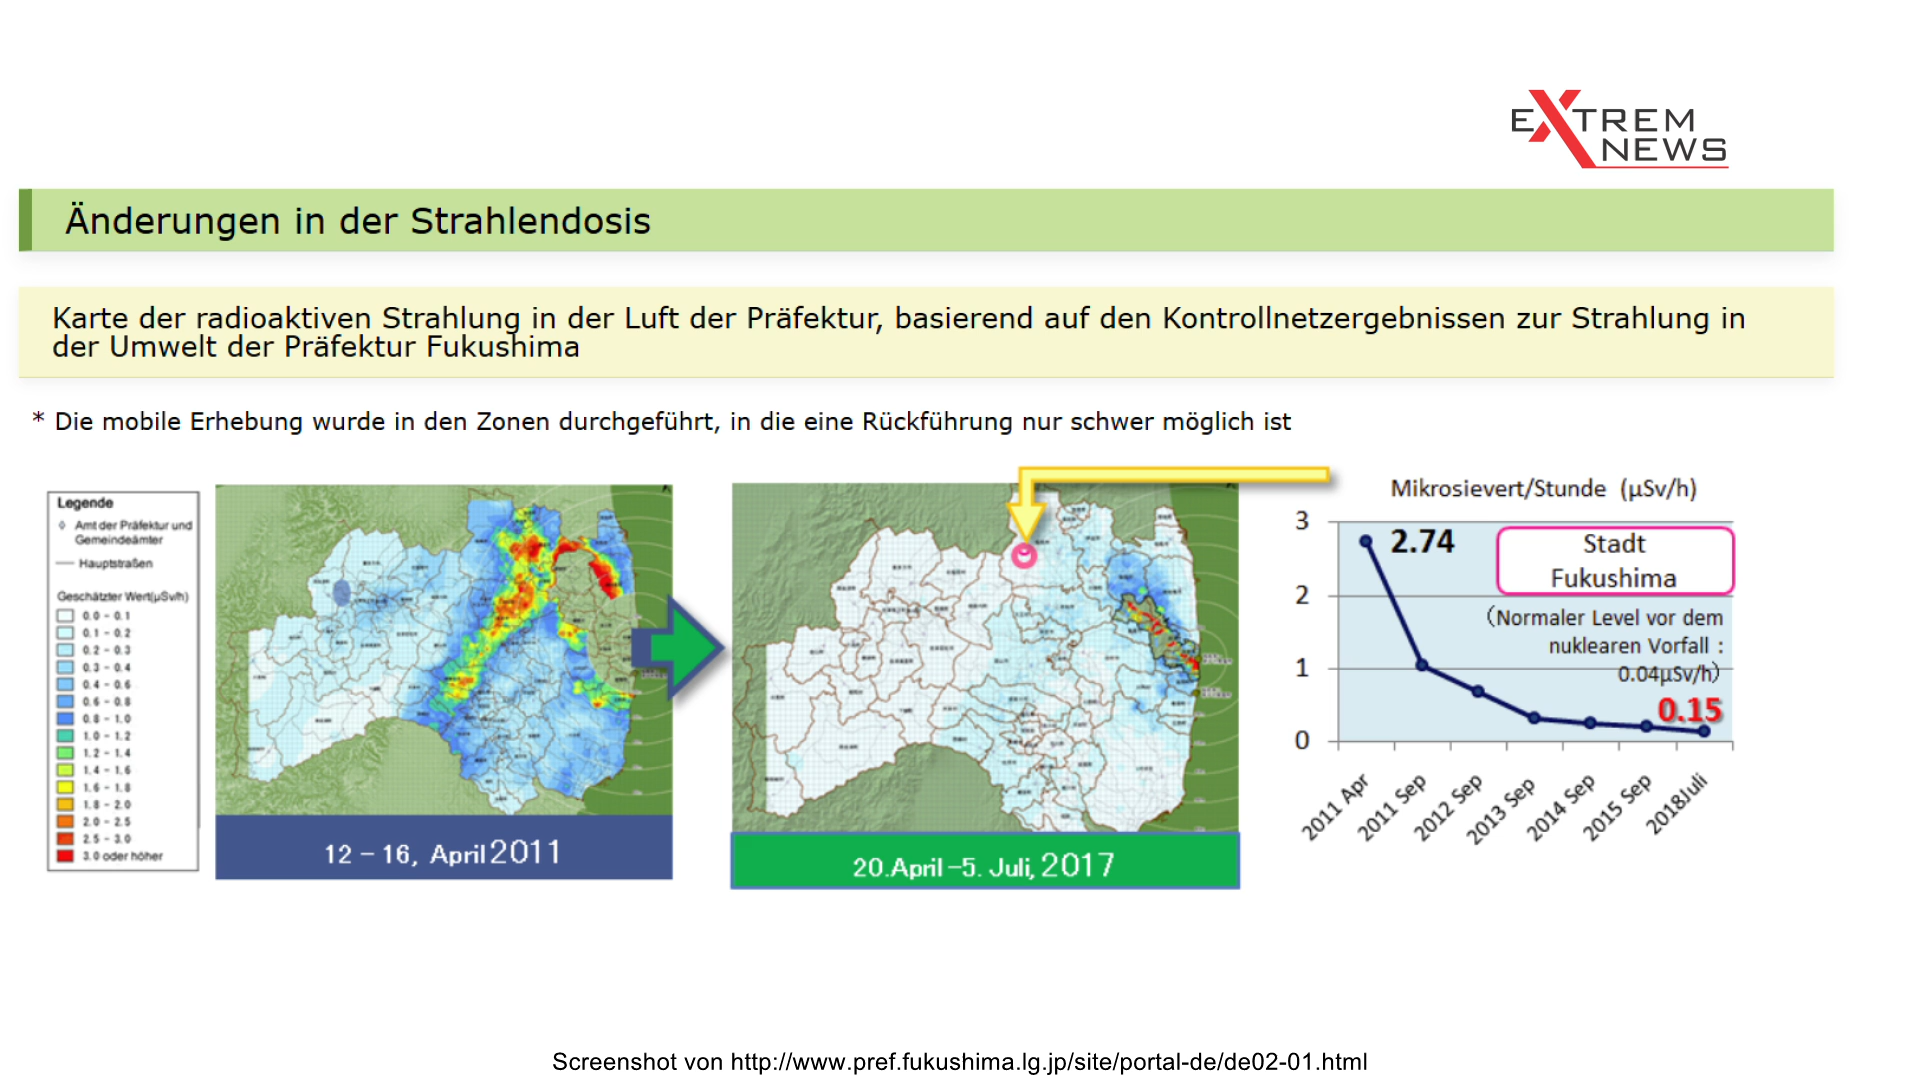 EXTREM
NEWS
Änderungen in der Strahlendosis
Karte der radioaktiven Strahlung in der Luft der Präfektur, basierend auf den Kontrollnetzergebnissen zur Strahlung in
der Umwelt der Präfektur Fukushima
* Die mobile Erhebung wurde in den Zonen durchgeführt, in die eine Rückführung nur schwer möglich ist
Legende
Amt der Präfektur und
Gemeindeämter
Hauptstraßen
Geschätzter Wert(µSv/h)
0.0 - 0.1
0.1 - 0.2
0.2 - 0.3
0.3 - 0.4
0.4 - 0.6
0.6 - 0.8
0.8 - 1.0
1.0 - 1.2
1.2 - 1.4
1.4 - 1.6
1.6 - 1.8
1.8 - 2.0
2.0 - 2.5
2.5 - 3.0
3.0 oder höher
12 – 16, April 2011
20.April –5. Juli, 2017
Mikrosievert/Stunde (µSv/h)
3
2
1
0
2.74
Stadt
Fukushima
(Normaler Level vor dem
nuklearen Vorfall :
0.04µSv/h)
0.15
2011 Apr
2011 Sep
2012 Sep
2013 Sep
2014 Sep
2015 Sep
2018Juli
Screenshot von http://www.pref.fukushima.lg.jp/site/portal-de/de02-01.html